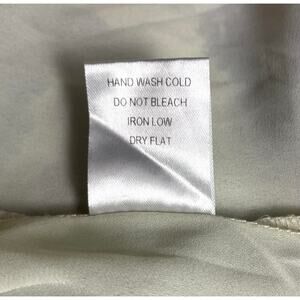 HAND WASH COLD
DO NOT BLEACH
IRON LOW
DRY FLAT